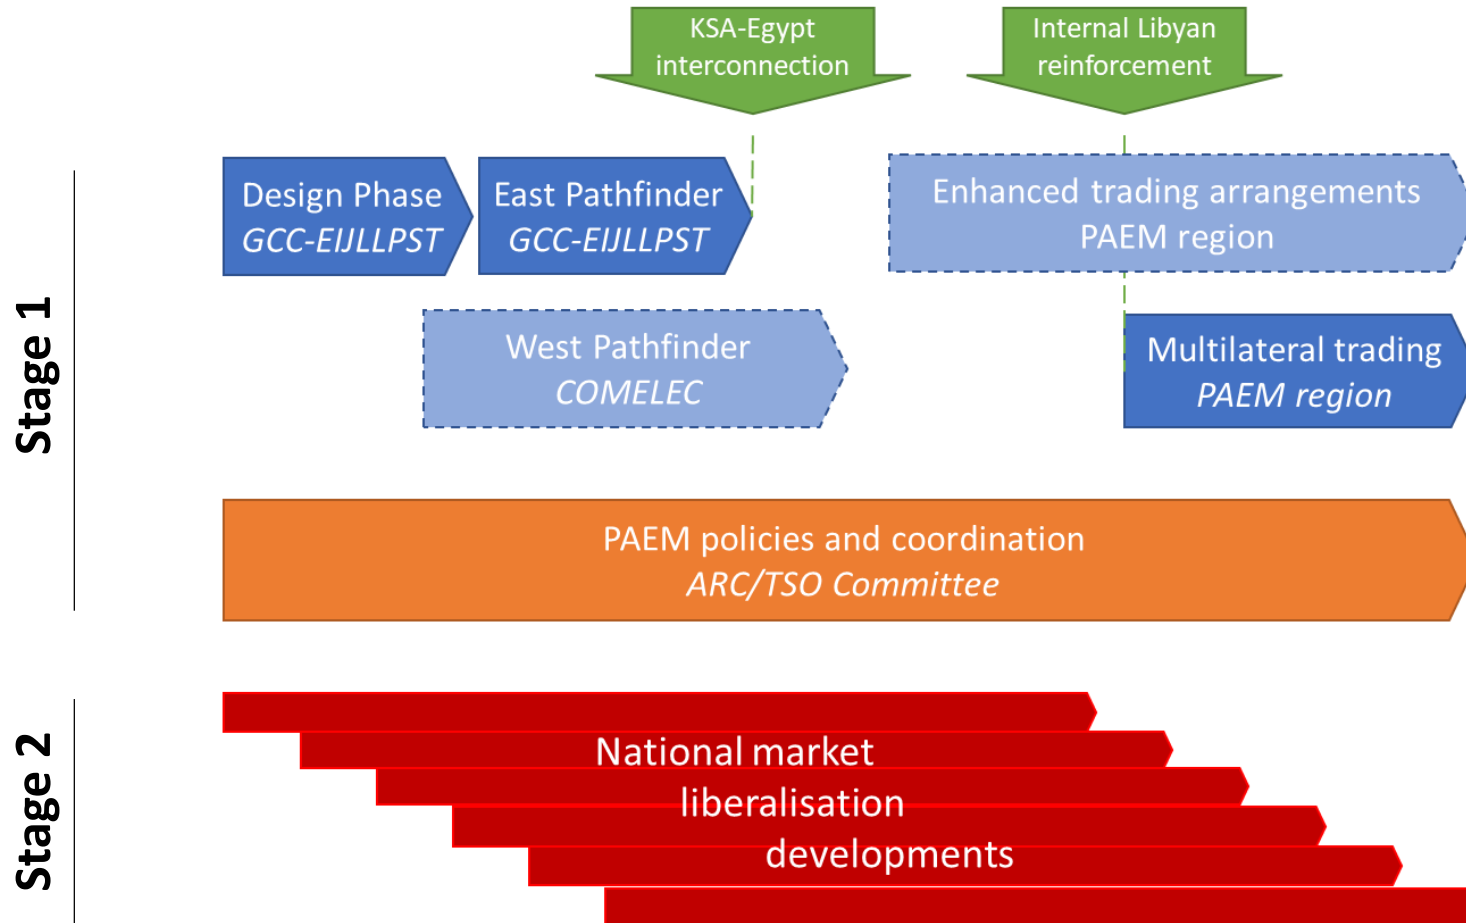 KSA-Egypt
interconnection
Internal Libyan
reinforcement
Stage 1
Design Phase
GCC-EIJLLPST
East Pathfinder
GCC-EIJLLPST
Enhanced trading arrangements
PAEM region
West Pathfinder
COMELEC
Multilateral trading
PAEM region
PAEM policies and coordination
ARC/TSO Committee
Stage 2
National market
liberalisation
developments